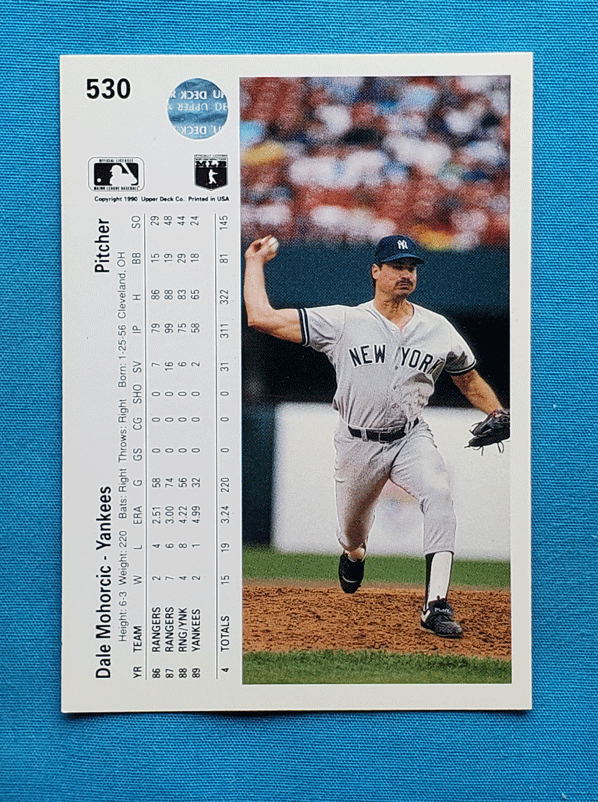 530
OFFICIAL LICENSEE
MAJOR LEAGUE BASEBALL
Copyright 1990 Upper Deck Co. Printed in USA
Dale Mohorcic - Yankees Pitcher
Height: 6-3 Weight: 220 Bats: Right Throws: Right Born: 1-25-56 Cleveland, OH
YR TEAM W L ERA G GS CG SHO SV IP H BB SO
86 RANGERS 2 4 2.51 58 0 0 0 7 79 86 15 29
87 RANGERS 7 6 3.00 74 0 0 0 16 99 88 19 48
88 RNG/YNK 4 8 4.22 56 0 0 0 6 75 83 29 44
89 YANKEES 2 1 4.99 32 0 0 0 2 58 65 18 24
4 TOTALS 15 19 3.24 220 0 0 0 31 311 322 81 145
NY
NEW YORK